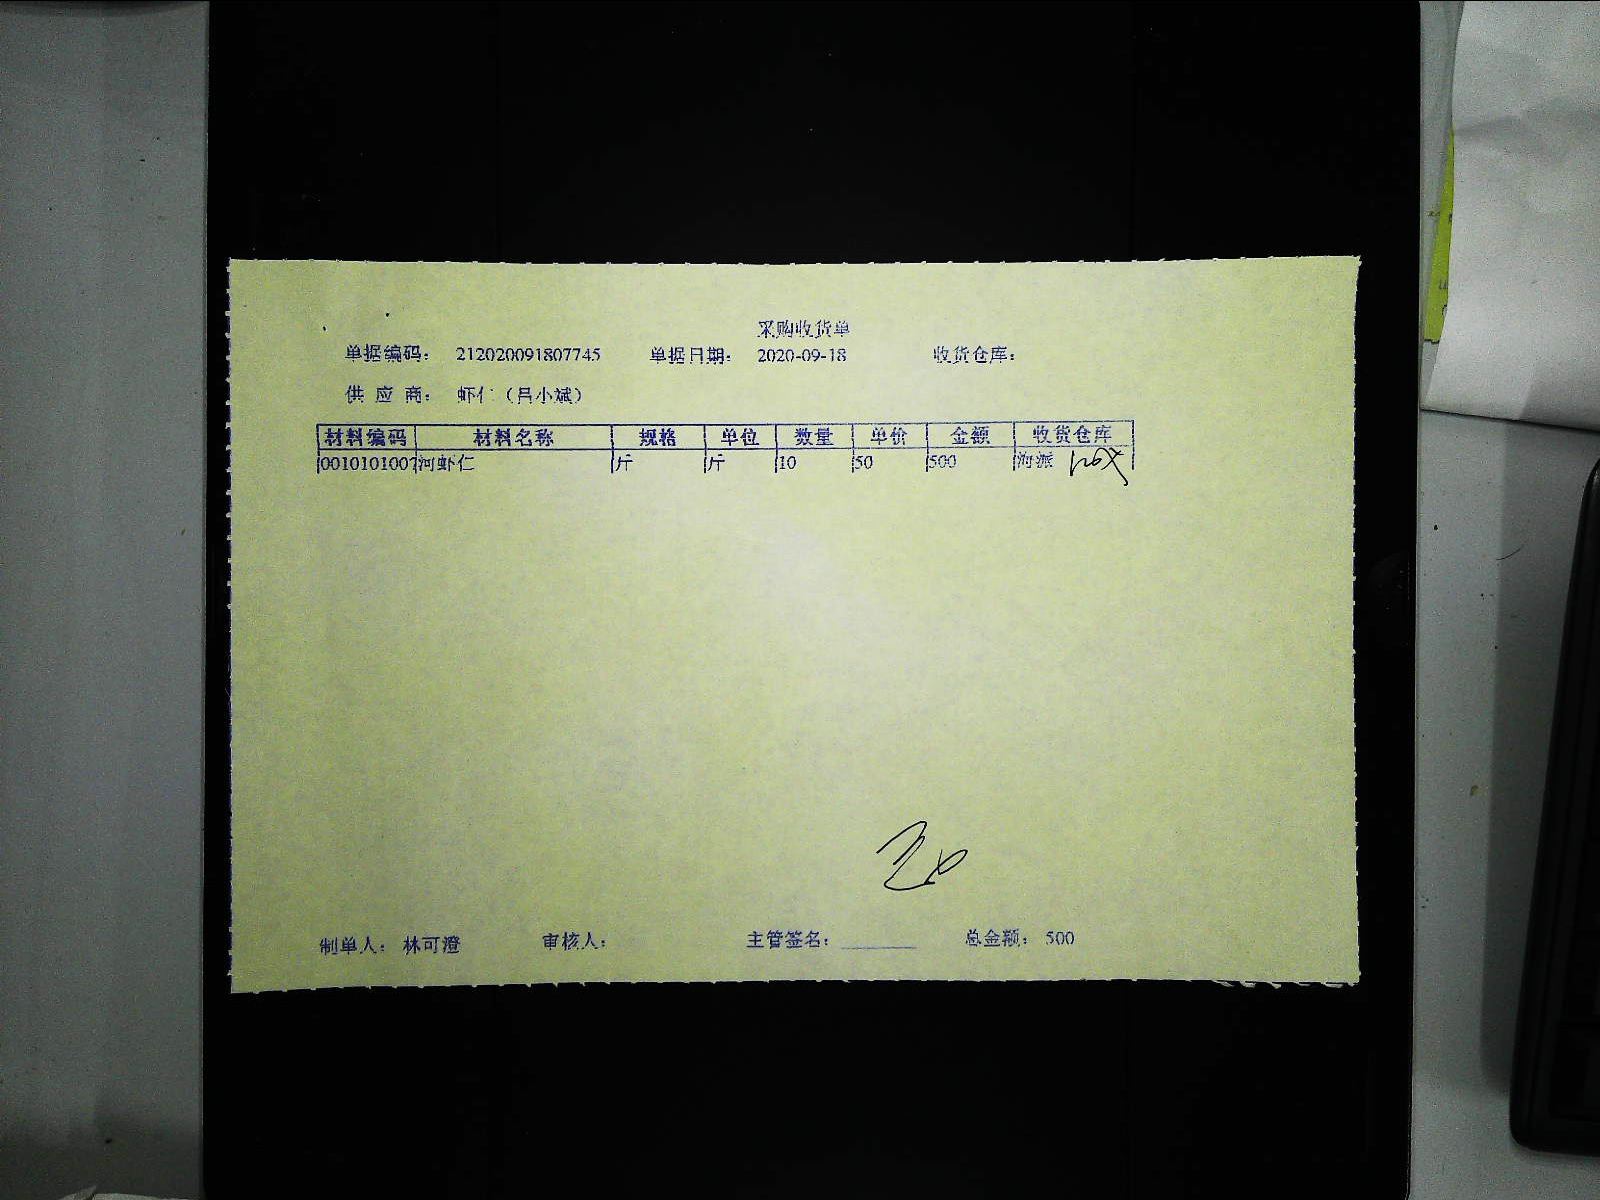 采购收货单
单据编码： 212020091807745 单据日期： 2020-09-18 收货仓库：
供 应 商： 虾仁（吕小斌）
材料编码 材料名称 规格 单位 数量 单价 金额 收货仓库
0010101007 河虾仁 斤 斤 10 50 500 海派
制单人： 林可澄 审核人： 主管签名： 总金额： 500